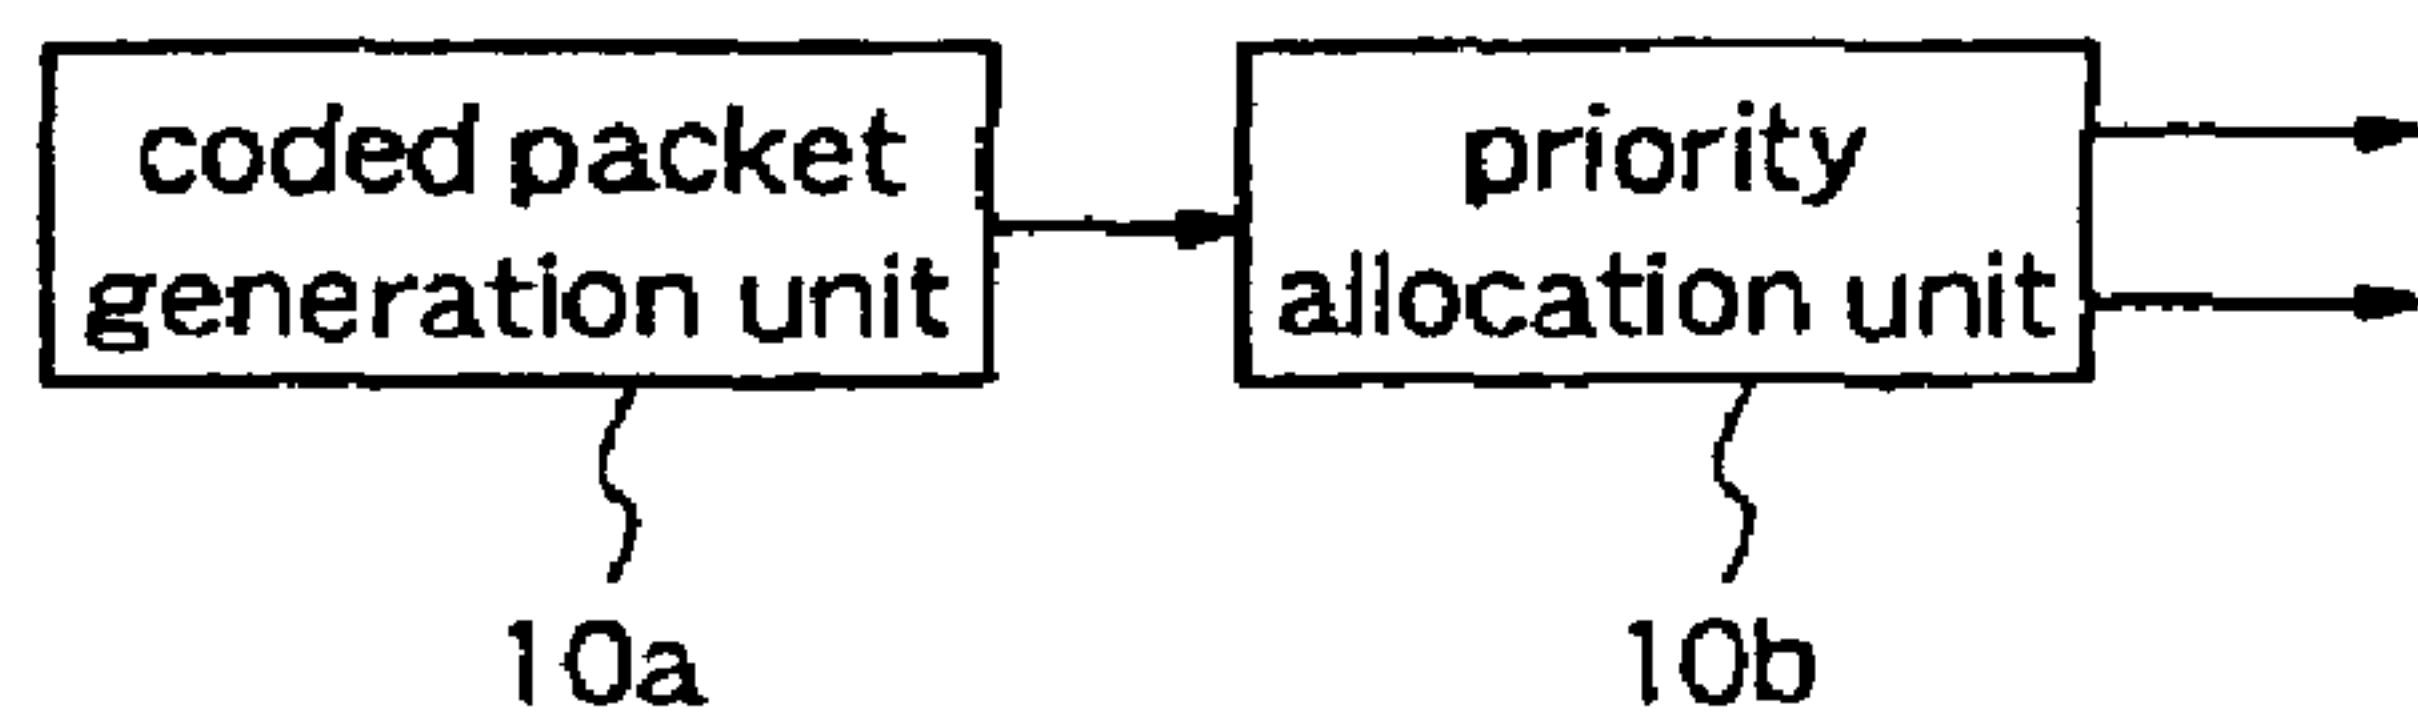 coded packet
generation unit
priority
allocation unit
10a
10b